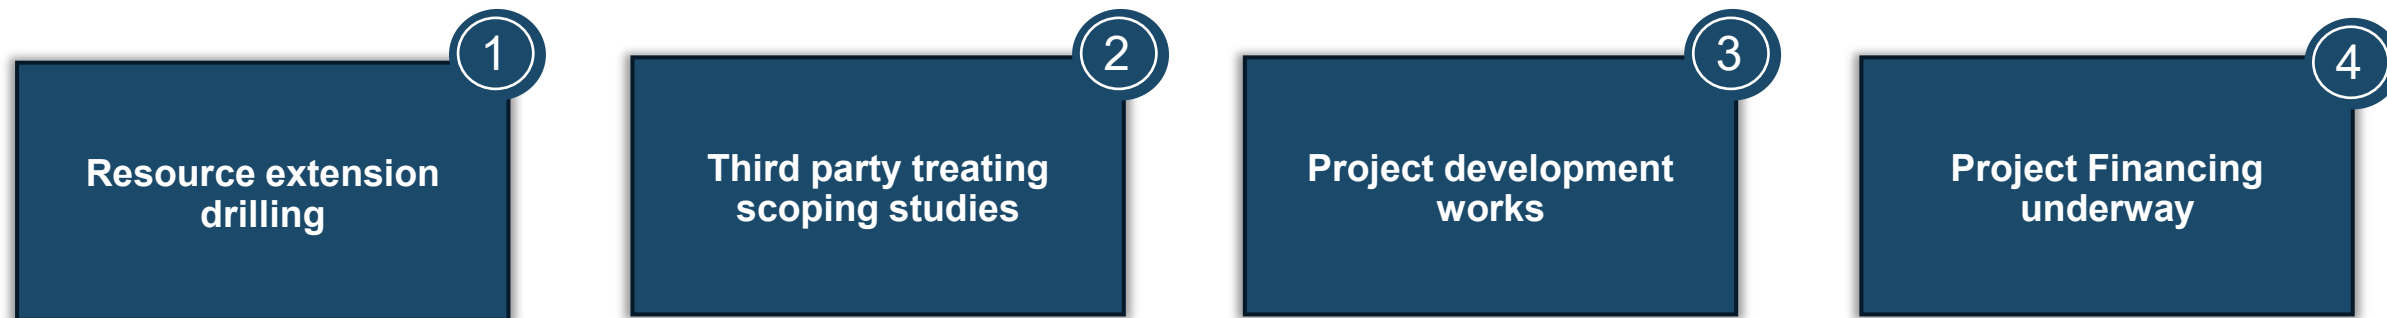 1
Resource extension
drilling
2
Third party treating
scoping studies
3
Project development
works
4
Project Financing
underway